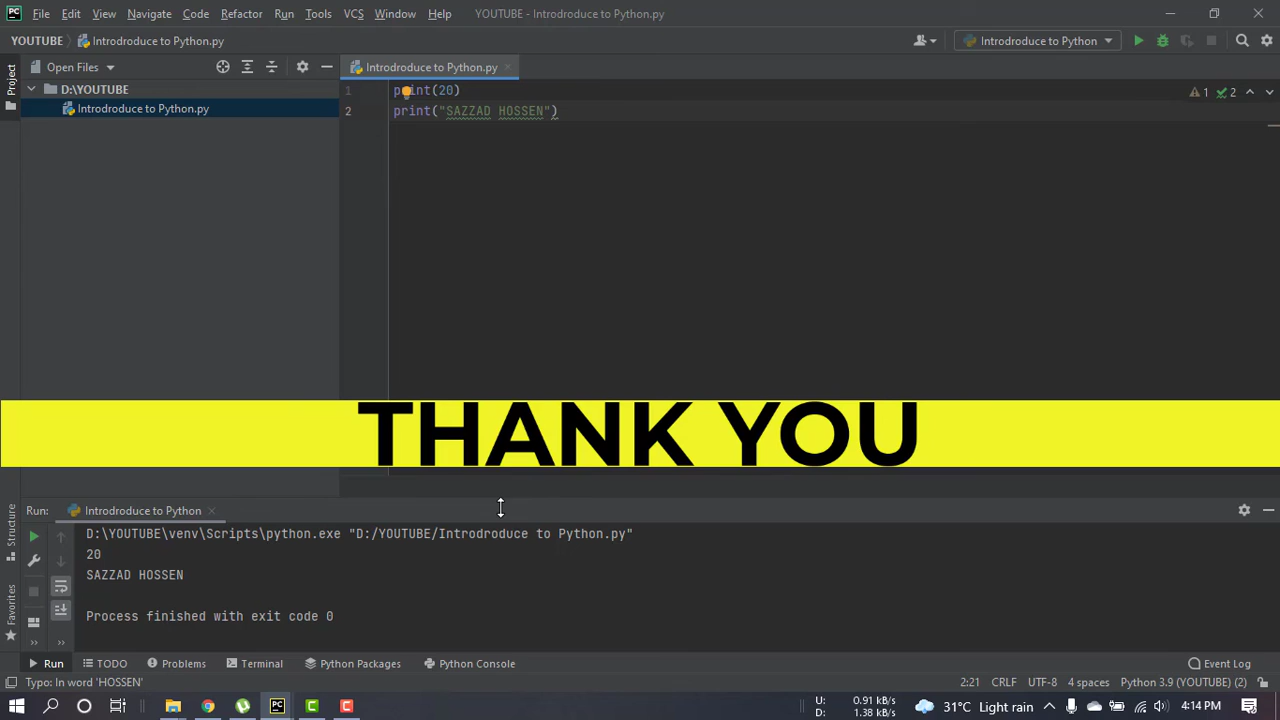 File Edit View Navigate Code Refactor Run Tools VCS Window Help YOUTUBE - Introdroduce to Python.py
YOUTUBE Introdroduce to Python.py Introdroduce to Python
Project
Open Files
Introdroduce to Python.py
D:\YOUTUBE
Introdroduce to Python.py
1 print(20)
2 print("SAZZAD HOSSEN")
1 2
THANK YOU
Structure
Favorites
Run: Introdroduce to Python
D:\YOUTUBE\venv\Scripts\python.exe "D:/YOUTUBE/Introdroduce to Python.py"
20
SAZZAD HOSSEN
Process finished with exit code 0
Run TODO Problems Terminal Python Packages Python Console Event Log
Typo: In word 'HOSSEN' 2:21 CRLF UTF-8 4 spaces Python 3.9 (YOUTUBE) (2)
U: 0.91 kB/s
D: 1.38 kB/s
31°C Light rain 4:14 PM